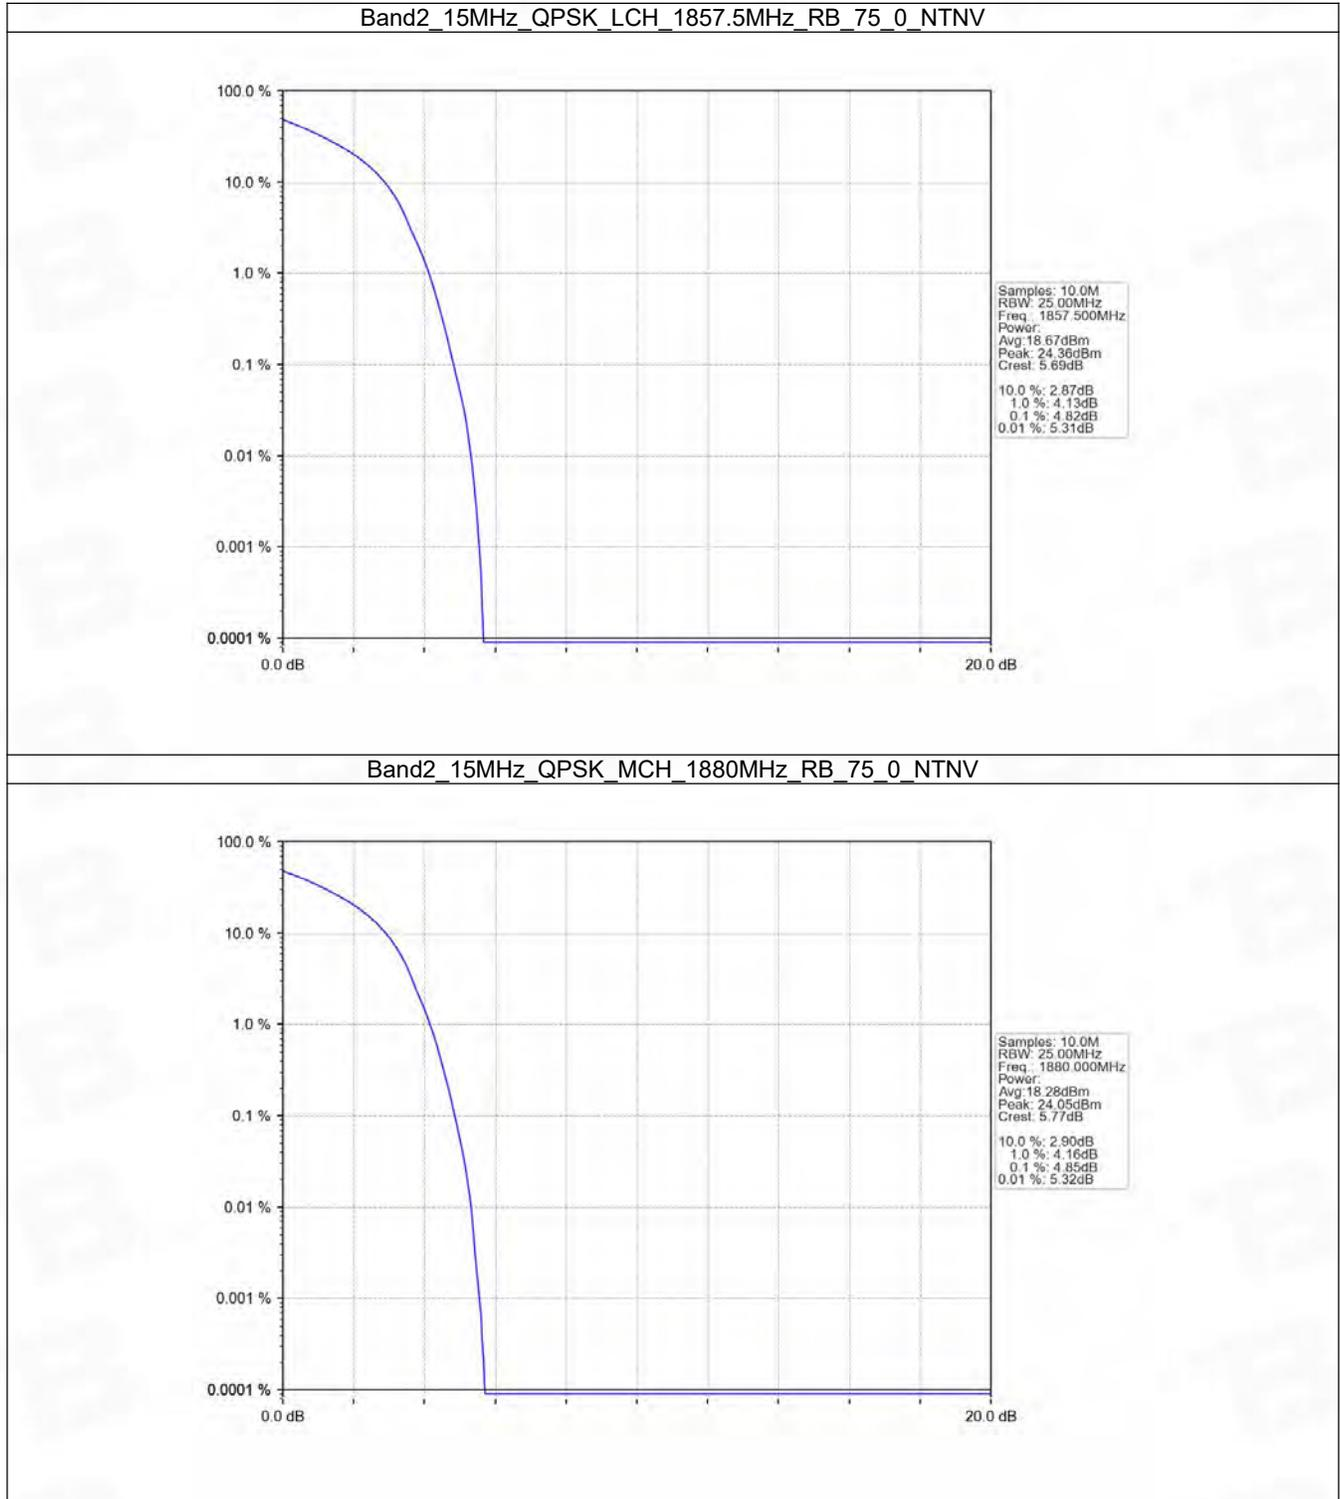 Band2_15MHz_QPSK_LCH_1857.5MHz_RB_75_0_NTNV
100.0 %
10.0 %
1.0 %
0.1 %
0.01 %
0.001 %
0.0001 %
0.0 dB
20.0 dB
Samples: 10.0M
RBW: 25.00MHz
Freq.: 1857.500MHz
Power:
Avg:18.67dBm
Peak: 24.36dBm
Crest: 5.69dB
10.0 %: 2.87dB
1.0 %: 4.13dB
0.1 %: 4.82dB
0.01 %: 5.31dB
Band2_15MHz_QPSK_MCH_1880MHz_RB_75_0_NTNV
100.0 %
10.0 %
1.0 %
0.1 %
0.01 %
0.001 %
0.0001 %
0.0 dB
20.0 dB
Samples: 10.0M
RBW: 25.00MHz
Freq.: 1880.000MHz
Power:
Avg:18.28dBm
Peak: 24.05dBm
Crest: 5.77dB
10.0 %: 2.90dB
1.0 %: 4.16dB
0.1 %: 4.85dB
0.01 %: 5.32dB